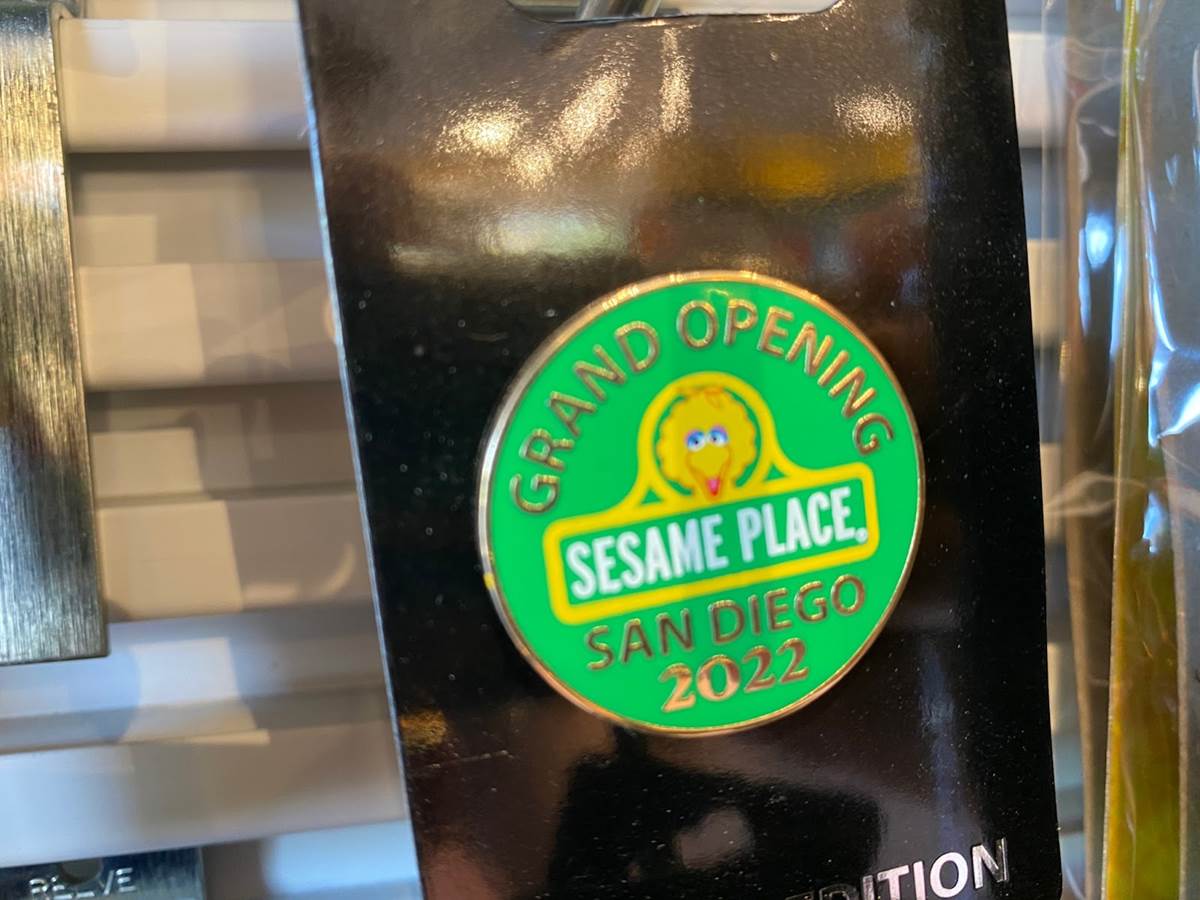 GRAND OPENING
SESAME PLACE®
SAN DIEGO
2022